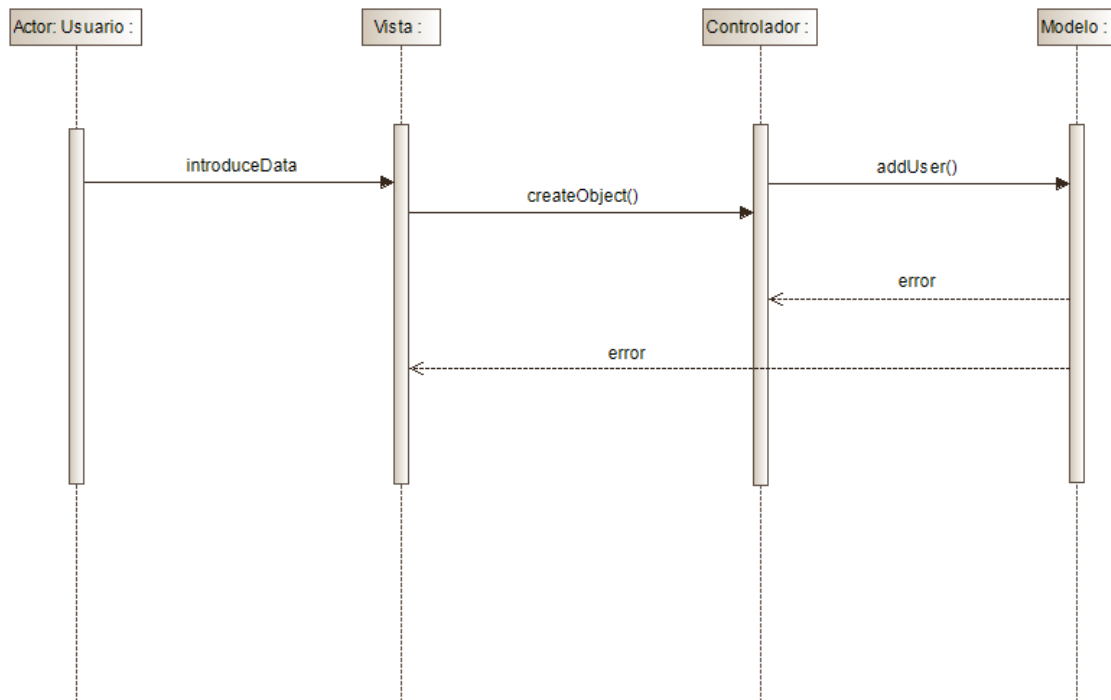 Actor: Usuario :
Vista :
Controlador :
Modelo :
introduceData
addUser()
createObject()
error
error